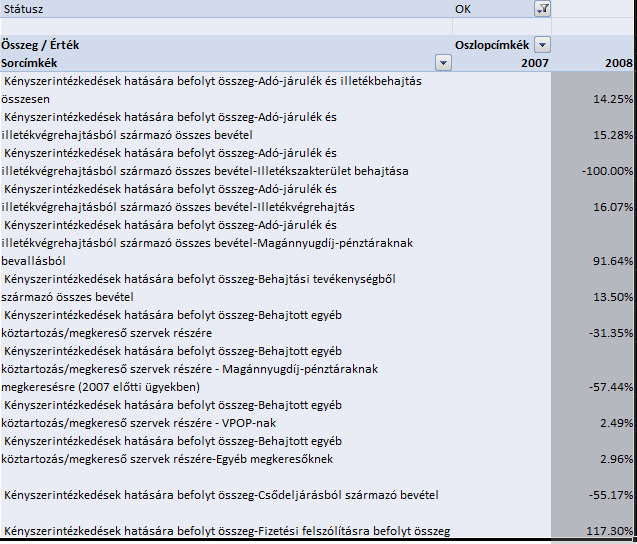 Státusz OK
Összeg / Érték Oszlopcímkék
Sorcímkék 2007 2008
Kényszerintézkedések hatására befolyt összeg-Adó-járulék és illetékbehajtás
összesen 14.25%
Kényszerintézkedések hatására befolyt összeg-Adó-járulék és
illetékvégrehajtásból származó összes bevétel 15.28%
Kényszerintézkedések hatására befolyt összeg-Adó-járulék és
illetékvégrehajtásból származó összes bevétel-Illetékszakterület behajtása -100.00%
Kényszerintézkedések hatására befolyt összeg-Adó-járulék és
illetékvégrehajtásból származó összes bevétel-Illetékvégrehajtás 16.07%
Kényszerintézkedések hatására befolyt összeg-Adó-járulék és
illetékvégrehajtásból származó összes bevétel-Magánnyugdíj-pénztáraknak
bevallásból 91.64%
Kényszerintézkedések hatására befolyt összeg-Behajtási tevékenységből
származó összes bevétel 13.50%
Kényszerintézkedések hatására befolyt összeg-Behajtott egyéb
köztartozás/megkereső szervek részére -31.35%
Kényszerintézkedések hatására befolyt összeg-Behajtott egyéb
köztartozás/megkereső szervek részére - Magánnyugdíj-pénztáraknak
megkeresésre (2007 előtti ügyekben) -57.44%
Kényszerintézkedések hatására befolyt összeg-Behajtott egyéb
köztartozás/megkereső szervek részére - VPOP-nak 2.49%
Kényszerintézkedések hatására befolyt összeg-Behajtott egyéb
köztartozás/megkereső szervek részére-Egyéb megkeresőknek 2.96%
Kényszerintézkedések hatására befolyt összeg-Csődeljárásból származó bevétel -55.17%
Kényszerintézkedések hatására befolyt összeg-Fizetési felszólításra befolyt összeg 117.30%